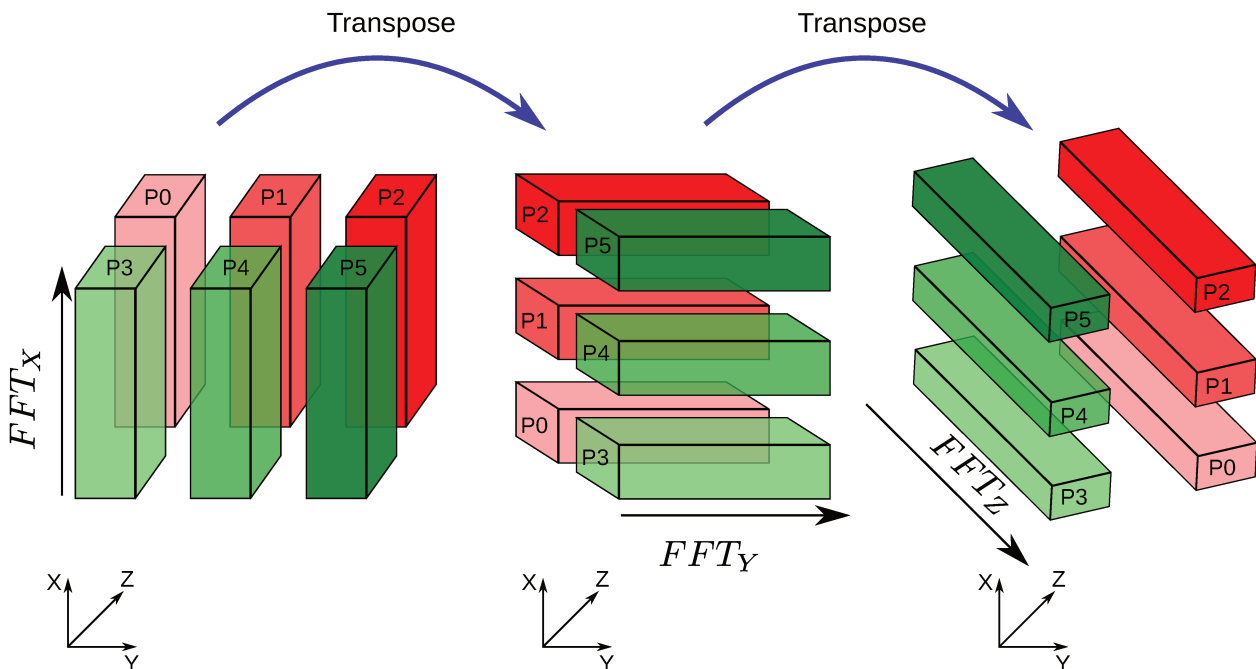 Transpose
Transpose
P0
P1
P2
P3
P4
P5
FFT_X
P2
P5
P1
P4
P0
P3
FFT_Y
P2
P5
P1
P4
P0
P3
FFT_Z
X
Z
Y
X
Z
Y
X
Z
Y